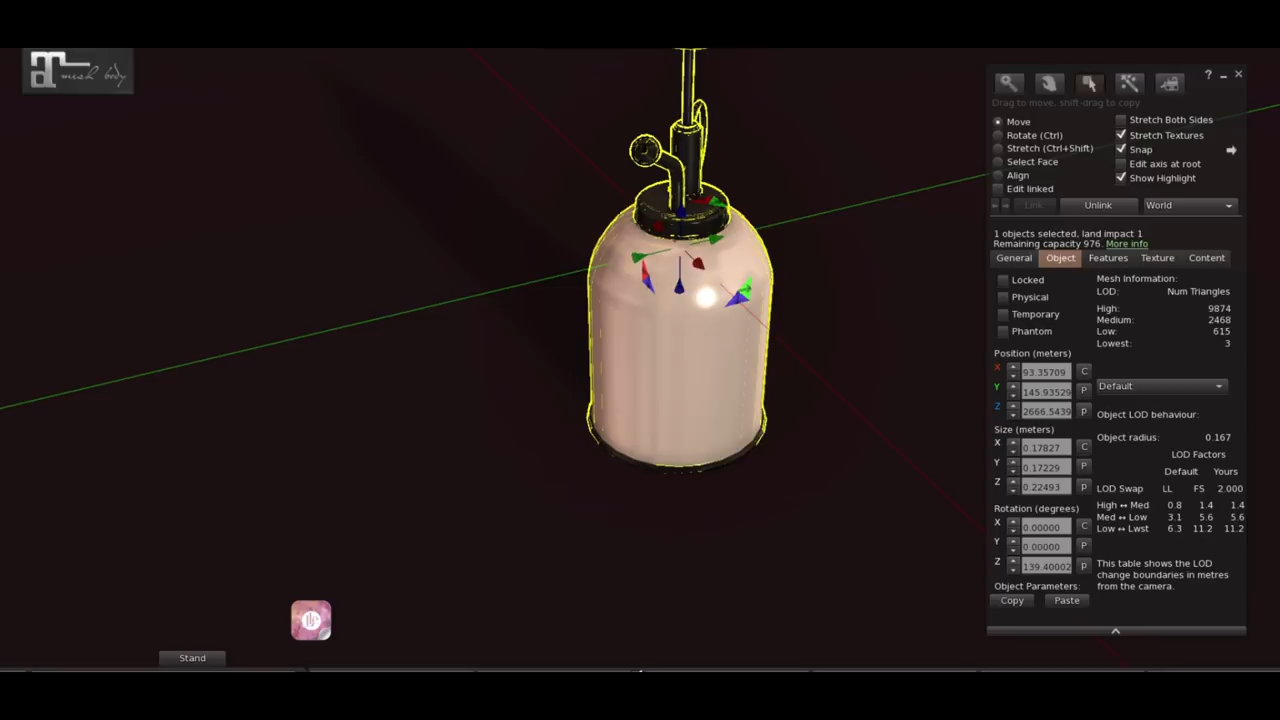 mesh body
? _ ×
Drag to move, shift-drag to copy
Move
Rotate (Ctrl)
Stretch (Ctrl+Shift)
Select Face
Align
Edit linked
Stretch Both Sides
Stretch Textures
Snap
Edit axis at root
Show Highlight
Link
Unlink
World
1 objects selected, land impact 1
Remaining capacity 976. More info
General Object Features Texture Content
Locked
Physical
Temporary
Phantom
Mesh Information:
LOD: Num Triangles
High: 9874
Medium: 2468
Low: 615
Lowest: 3
Position (meters)
X 93.35709 C
Y 145.93529 P
Z 2666.5439 p
Default
Object LOD behaviour:
Object radius: 0.167
LOD Factors
Default Yours
LOD Swap LL FS 2.000
High ↔ Med 0.8 1.4 1.4
Med ↔ Low 3.1 5.6 5.6
Low ↔ Lwst 6.3 11.2 11.2
This table shows the LOD
change boundaries in metres
from the camera.
Size (meters)
X 0.17827 C
Y 0.17229 P
Z 0.22493 p
Rotation (degrees)
X 0.00000 C
Y 0.00000 P
Z 139.40002 p
Object Parameters:
Copy Paste
Stand